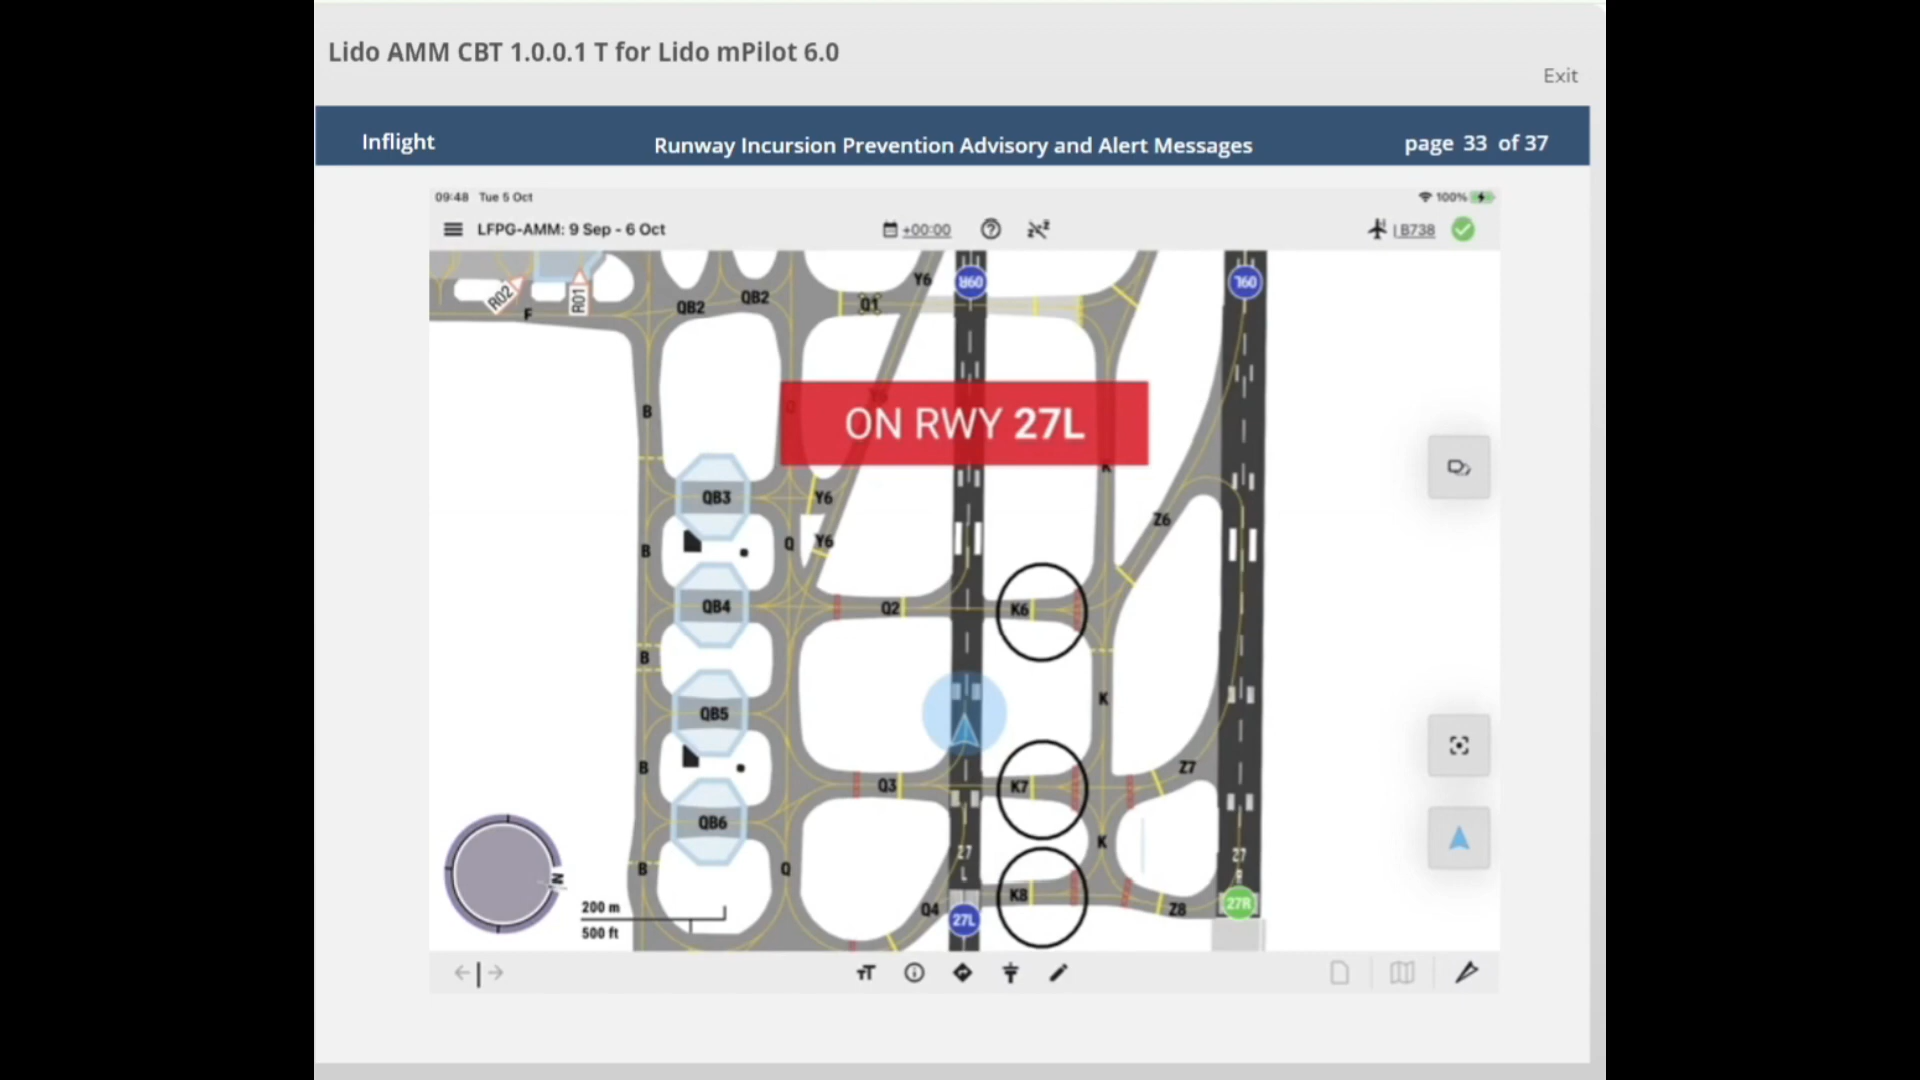 Lido AMM CBT 1.0.0.1 T for Lido mPilot 6.0
Exit
Inflight
Runway Incursion Prevention Advisory and Alert Messages
page 33 of 37
09:48 Tue 5 Oct
100%
LFPG-AMM: 9 Sep - 6 Oct
+00:00
B738
Y6
09R
09L
R02
R01
F
QB2
QB2
Q1
B
Y6
Q
ON RWY 27L
K
QB3
Y6
Z6
B
Q
Y6
QB4
Q2
K6
B
K
QB5
B
Q3
K7
Z7
QB6
K
27
L
27
R
B
Q
N
K8
Q4
27L
Z8
27R
200 m
500 ft